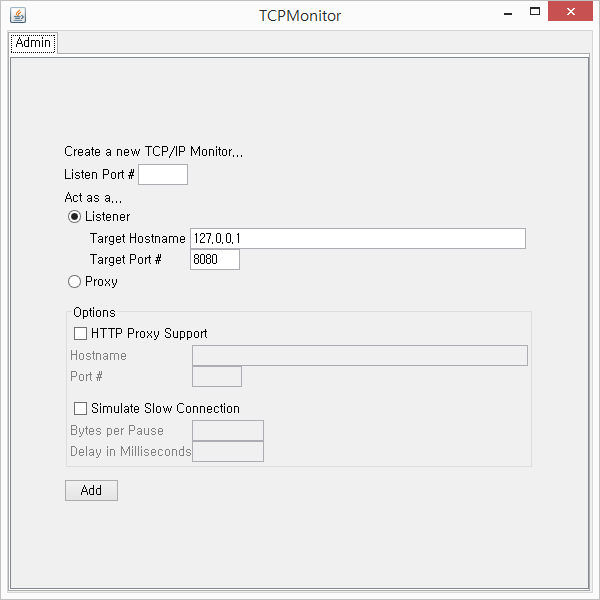 TCPMonitor
Admin
Create a new TCP/IP Monitor...
Listen Port #
Act as a...
Listener
Target Hostname 127.0.0.1
Target Port # 8080
Proxy
Options
HTTP Proxy Support
Hostname
Port #
Simulate Slow Connection
Bytes per Pause
Delay in Milliseconds
Add